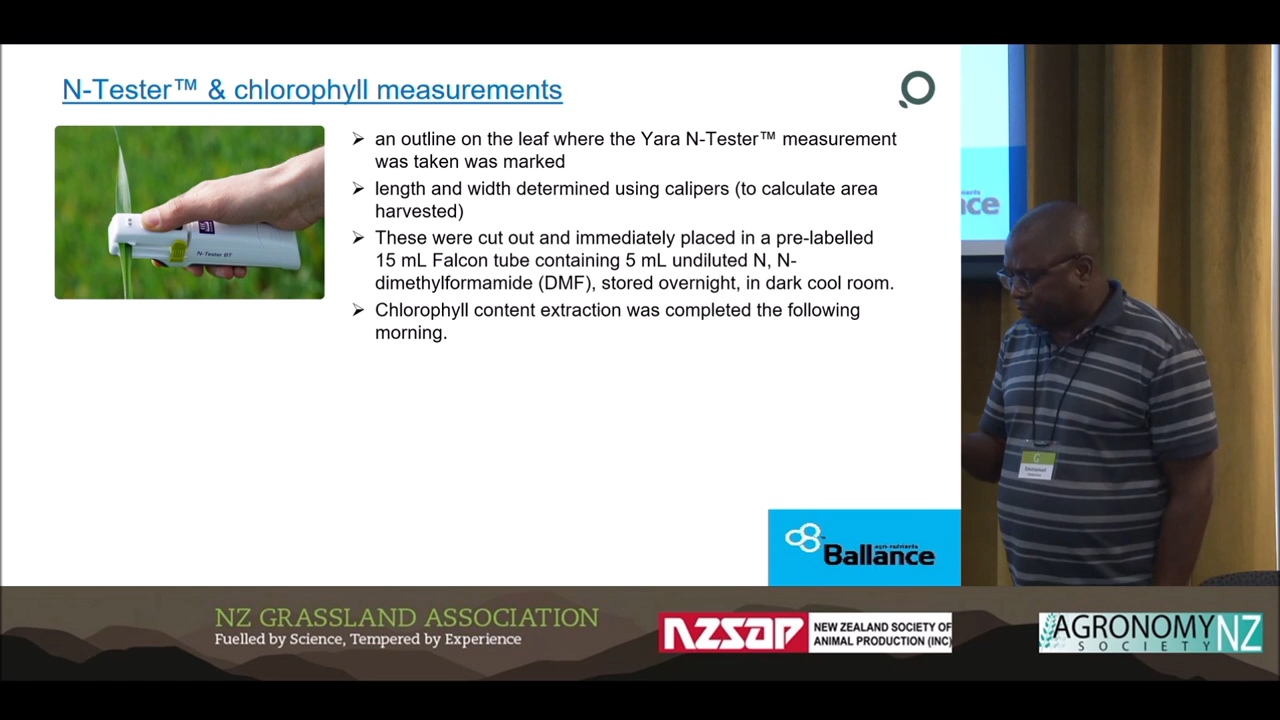 N-Tester™ & chlorophyll measurements
N-Tester BT
➢ an outline on the leaf where the Yara N-Tester™ measurement
was taken was marked
➢ length and width determined using calipers (to calculate area
harvested)
➢ These were cut out and immediately placed in a pre-labelled
15 mL Falcon tube containing 5 mL undiluted N, N-
dimethylformamide (DMF), stored overnight, in dark cool room.
➢ Chlorophyll content extraction was completed the following
morning.
agri-nutrients
Ballance
NZ GRASSLAND ASSOCIATION
Fuelled by Science, Tempered by Experience
NZSAP
NEW ZEALAND SOCIETY OF
ANIMAL PRODUCTION (INC)
AGRONOMY NZ
SOCIETY